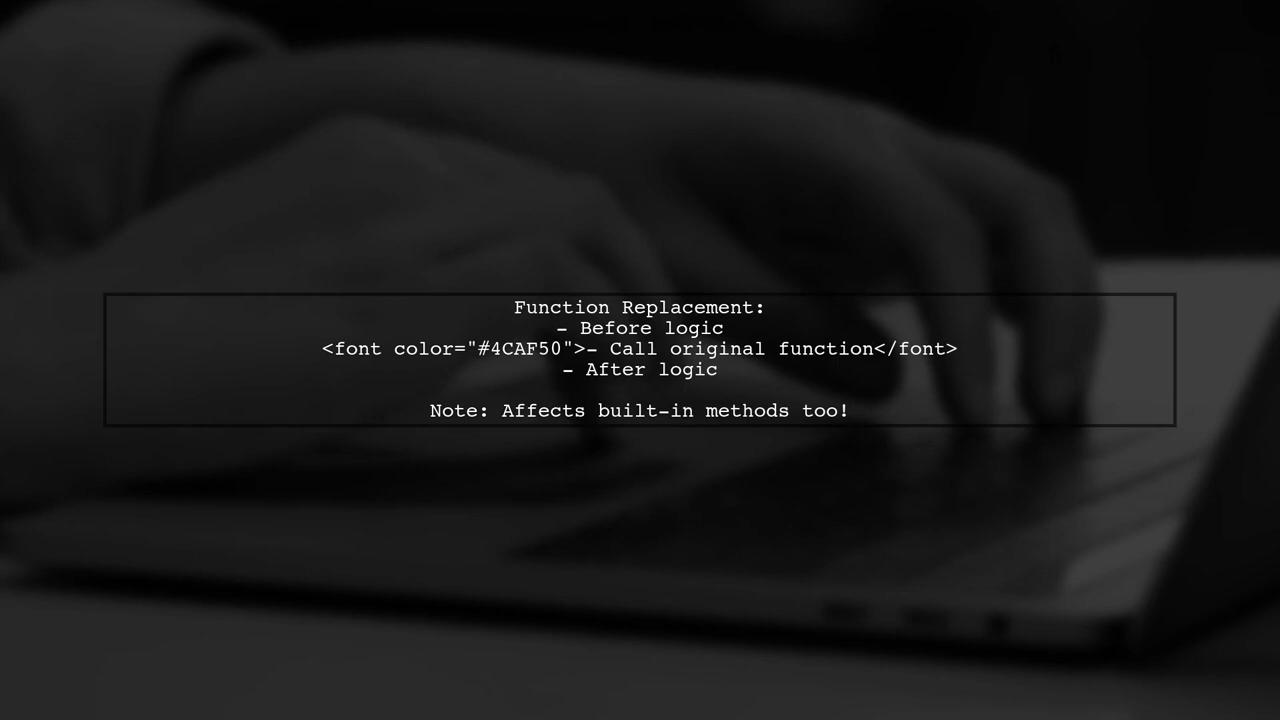 Function Replacement:
- Before logic
<font color="#4CAF50">- Call original function</font>
- After logic
Note: Affects built-in methods too!